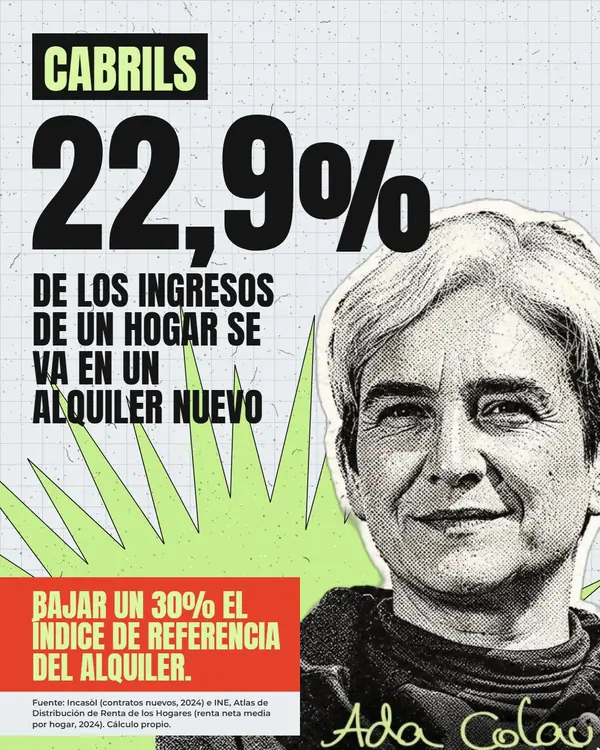 CABRILS
22,9%
DE LOS INGRESOS
DE UN HOGAR SE
VA EN UN
ALQUILER NUEVO
BAJAR UN 30% EL
ÍNDICE DE REFERENCIA
DEL ALQUILER.
Fuente: Incasòl (contratos nuevos, 2024) e INE, Atlas de
Distribución de Renta de los Hogares (renta neta media
por hogar, 2024). Cálculo propio.
Ada Colau